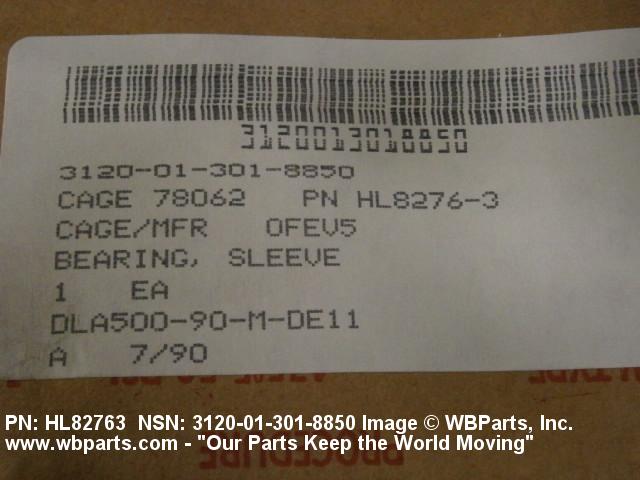 3120013018850
3120-01-301-8850
CAGE 78062 PN HL8276-3
CAGE/MFR OFEV5
BEARING, SLEEVE
1 EA
DLA500-90-M-DE11
A 7/90
PROCEDURE
PN: HL82763 NSN: 3120-01-301-8850 Image © WBParts, Inc.
www.wbparts.com - "Our Parts Keep the World Moving"